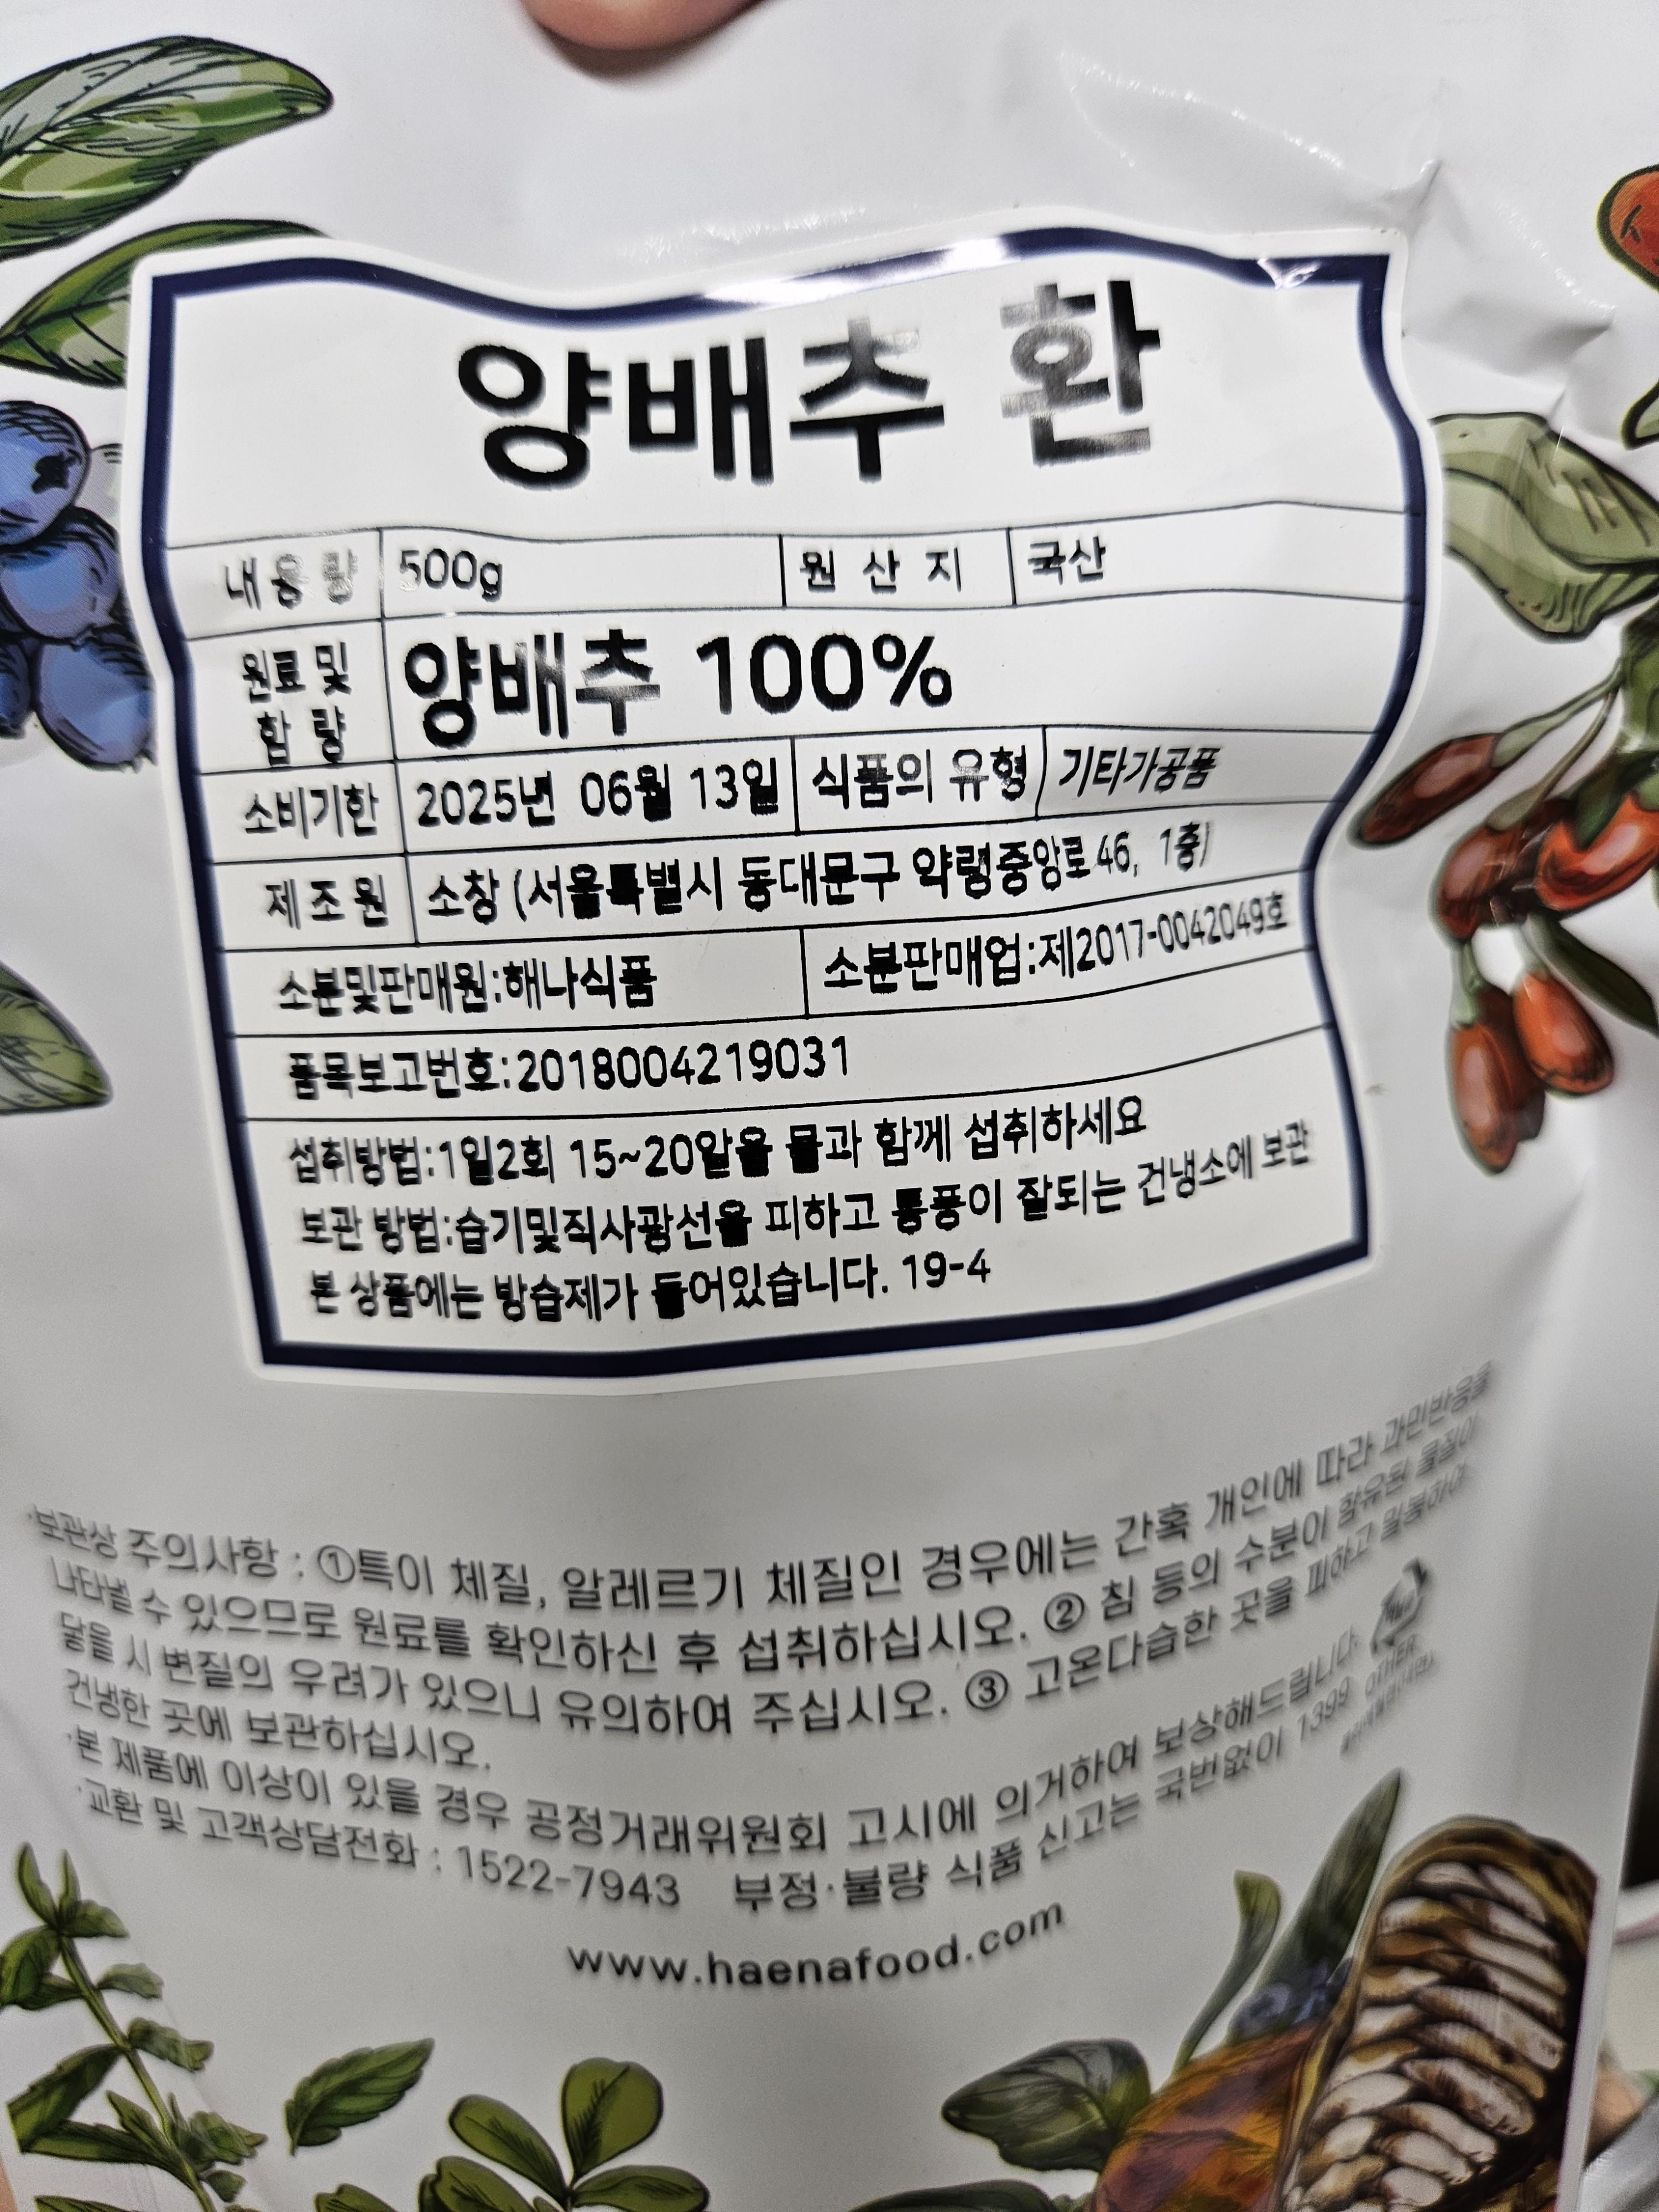 양배추 환
내용량 500g 원 산 지 국산
원료 및 함 량 양배추 100%
소비기한 2025년 06월 13일 식품의 유형 기타가공품
제 조 원 소창 (서울특별시 동대문구 약령중앙로46, 1층)
소분및판매원:해나식품 소분판매업:제2017-0042049호
품목보고번호:2018004219031
섭취방법:1일2회 15~20알을 물과 함께 섭취하세요
보관 방법:습기및직사광선을 피하고 통풍이 잘되는 건냉소에 보관
본 상품에는 방습제가 들어있습니다. 19-4
·보관상 주의사항 : ①특이 체질, 알레르기 체질인 경우에는 간혹 개인에 따라 과민반응을
나타낼 수 있으므로 원료를 확인하신 후 섭취하십시오. ② 침 등의 수분이 함유된 물질이
닿을 시 변질의 우려가 있으니 유의하여 주십시오. ③ 고온다습한 곳을 피하고 밀봉하여
건냉한 곳에 보관하십시오.
·본 제품에 이상이 있을 경우 공정거래위원회 고시에 의거하여 보상해드립니다.
·교환 및 고객상담전화 : 1522-7943 부정·불량 식품 신고는 국번없이 1399
OTHER
www.haenafood.com